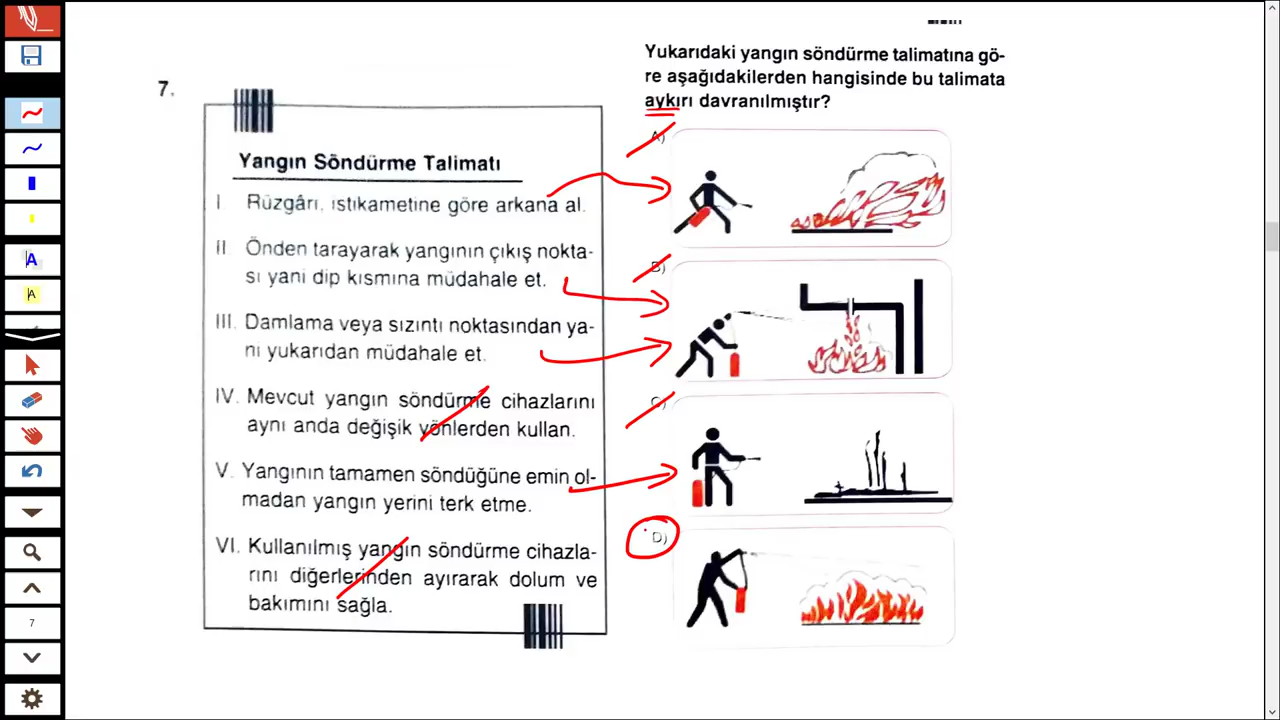 7.
Yangın Söndürme Talimatı
I. Rüzgârı, istikametine göre arkana al.
II Önden tarayarak yangının çıkış nokta-
sı yani dip kısmına müdahale et.
III. Damlama veya sızıntı noktasından ya-
ni yukarıdan müdahale et.
IV. Mevcut yangın söndürme cihazlarını
aynı anda değişik yönlerden kullan.
V. Yangının tamamen söndüğüne emin ol-
madan yangın yerini terk etme.
VI. Kullanılmış yangın söndürme cihazla-
rını diğerlerinden ayırarak dolum ve
bakımını sağla.
Yukarıdaki yangın söndürme talimatına gö-
re aşağıdakilerden hangisinde bu talimata
aykırı davranılmıştır?
A)
B)
C)
D)
A
A
7